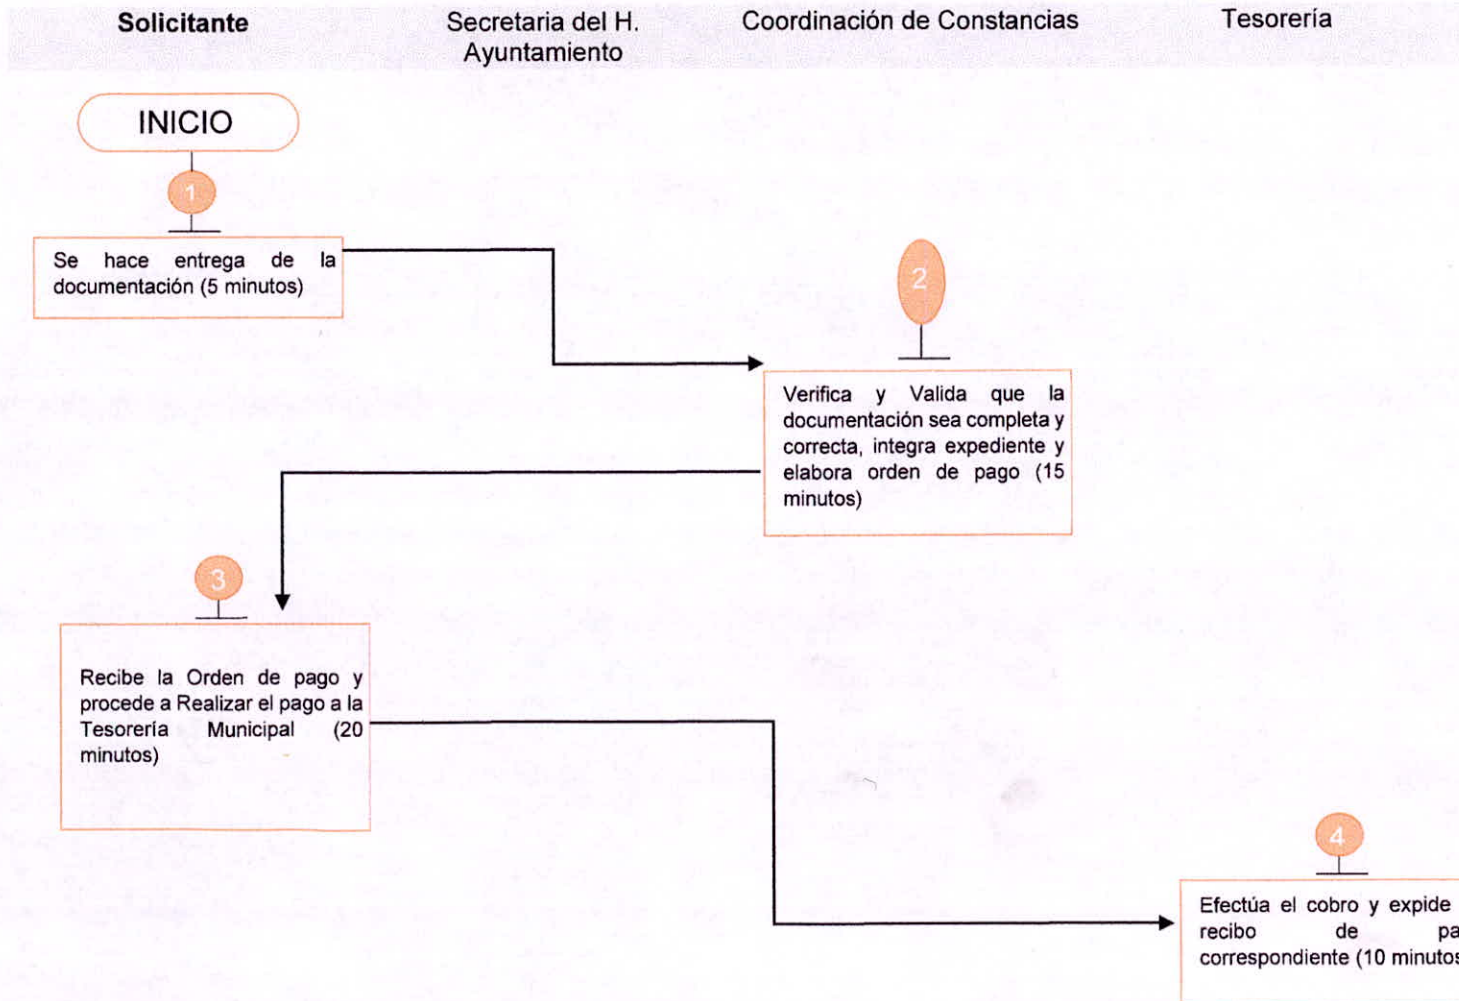 Solicitante
Secretaria del H.
Ayuntamiento
Coordinación de Constancias
Tesorería
INICIO
1
Se hace entrega de la
documentación (5 minutos)
2
Verifica y Valida que la
documentación sea completa y
correcta, integra expediente y
elabora orden de pago (15
minutos)
3
Recibe la Orden de pago y
procede a Realizar el pago a la
Tesorería Municipal (20
minutos)
4
Efectúa el cobro y expide
recibo de
correspondiente (10